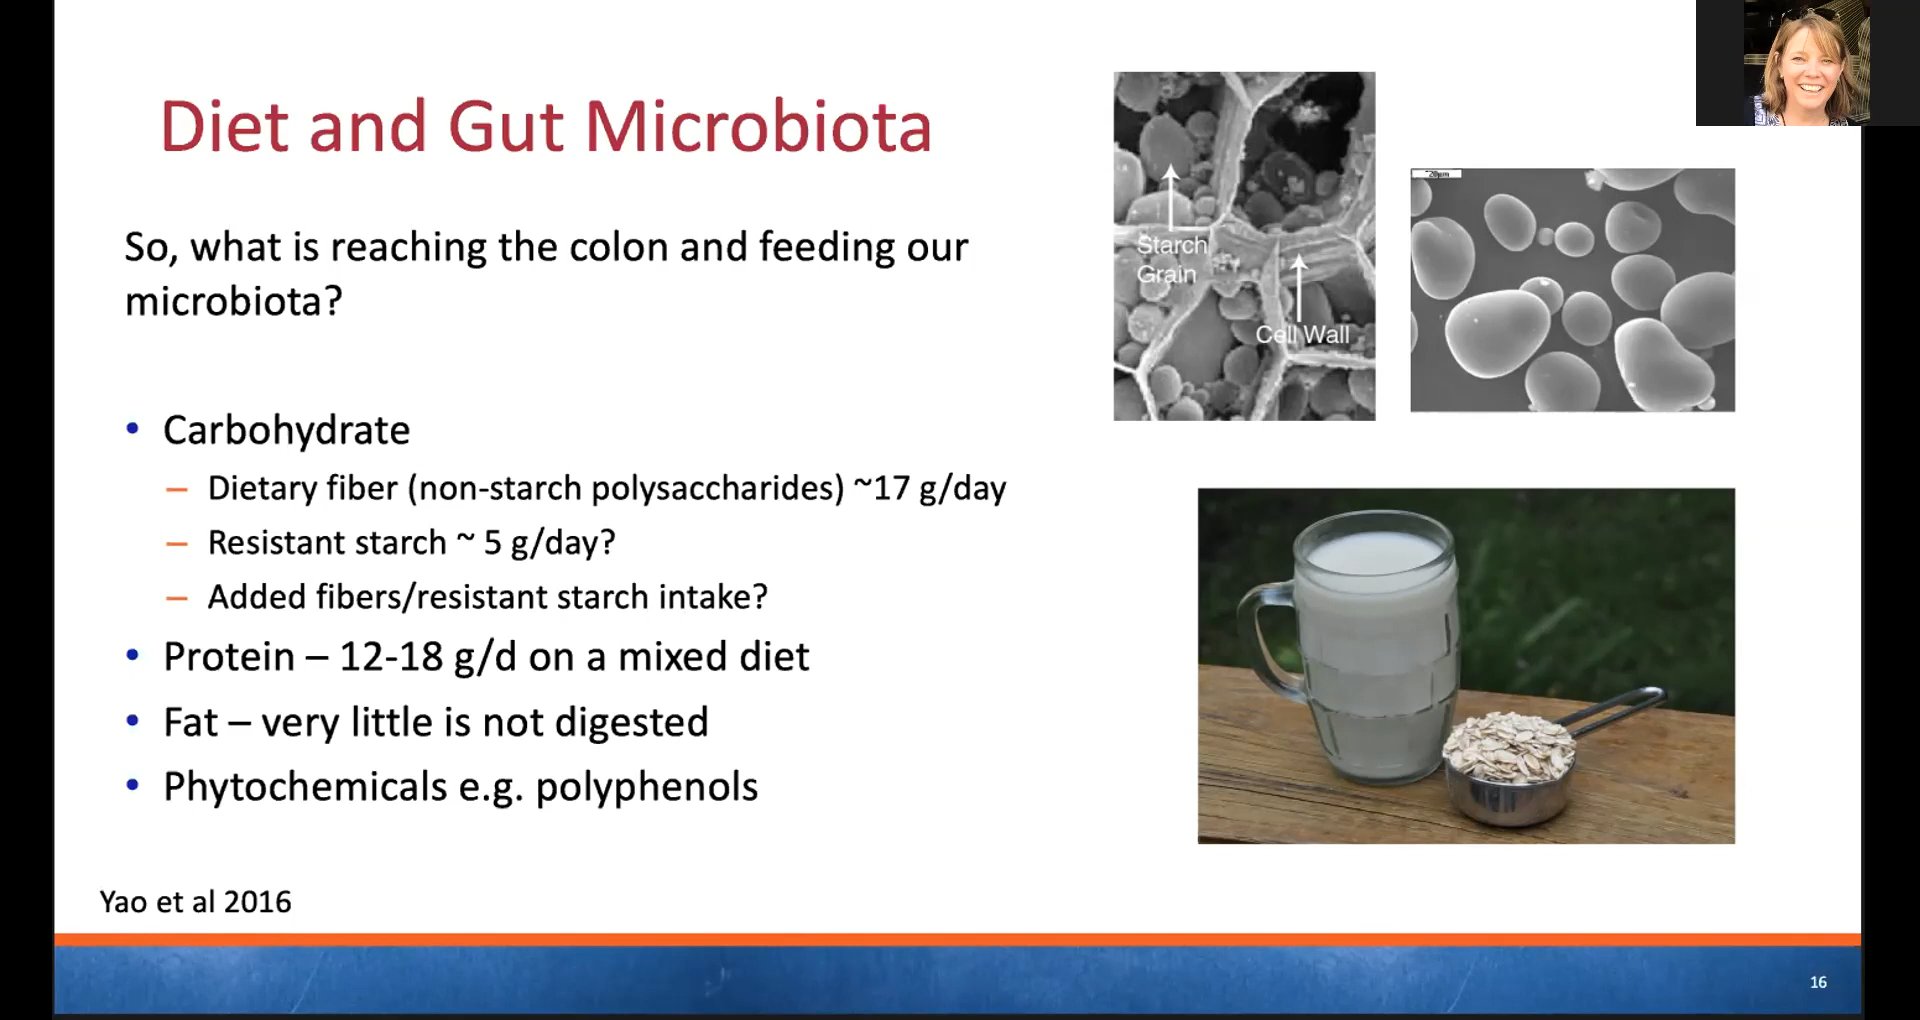 Diet and Gut Microbiota
So, what is reaching the colon and feeding our
microbiota?
• Carbohydrate
– Dietary fiber (non-starch polysaccharides) ~17 g/day
– Resistant starch ~ 5 g/day?
– Added fibers/resistant starch intake?
• Protein – 12-18 g/d on a mixed diet
• Fat – very little is not digested
• Phytochemicals e.g. polyphenols
Yao et al 2016
Starch
Grain
Cell Wall
20µm
16